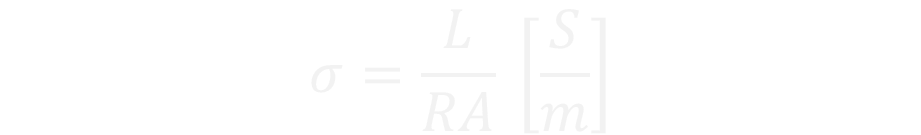 σ = L/RA [S/m]